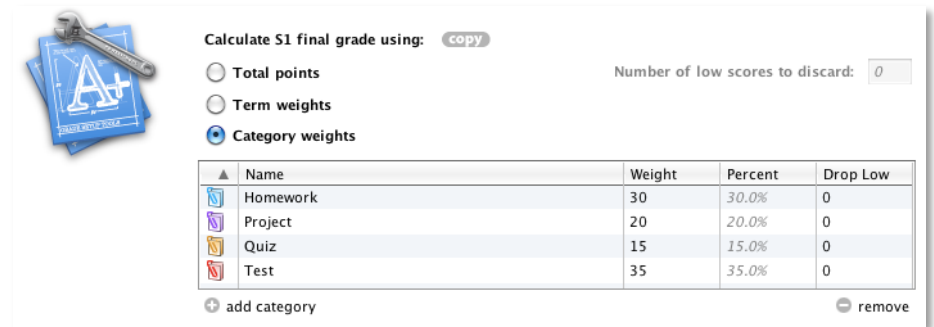 Calculate S1 final grade using: copy
Total points
Number of low scores to discard: 0
Term weights
Category weights
Name Weight Percent Drop Low
Homework 30 30.0% 0
Project 20 20.0% 0
Quiz 15 15.0% 0
Test 35 35.0% 0
add category
remove
A+